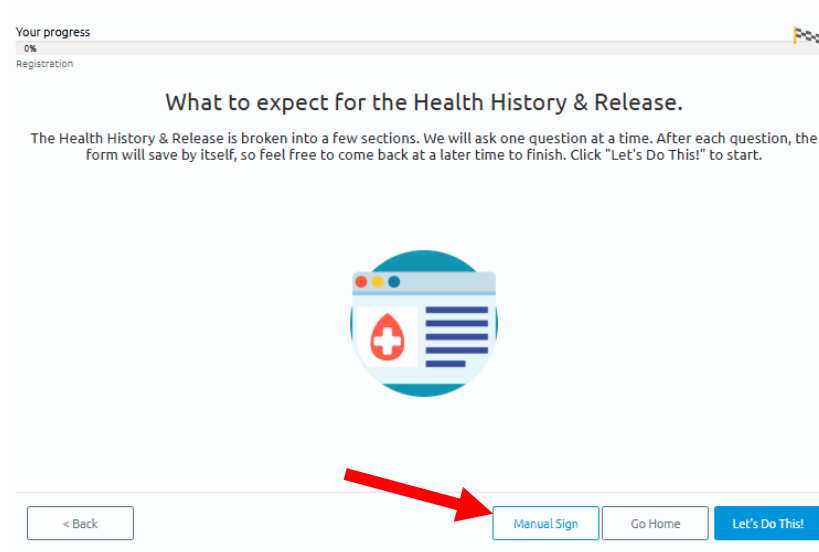 Your progress
0%
Registration
What to expect for the Health History & Release.
The Health History & Release is broken into a few sections. We will ask one question at a time. After each question, the
form will save by itself, so feel free to come back at a later time to finish. Click "Let's Do This!" to start.
< Back
Manual Sign
Go Home
Let's Do This!